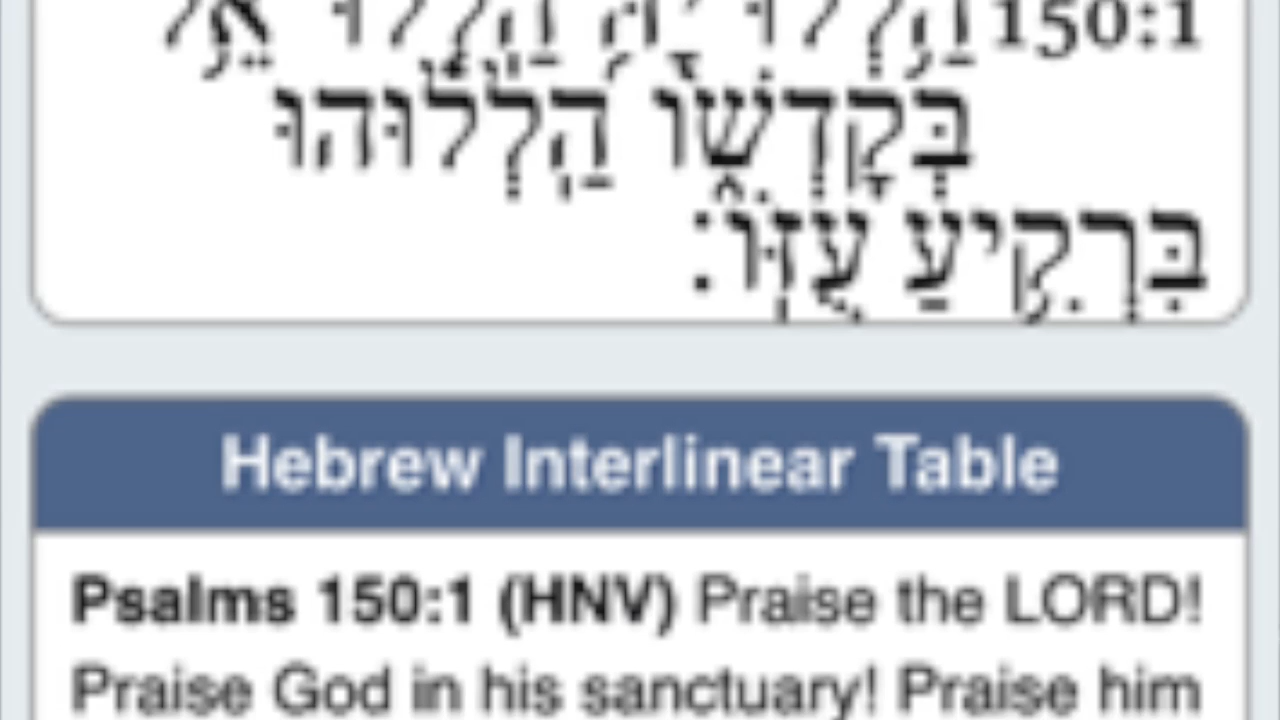 150:1 הַ֥לְלוּ יָ֨הּ ׀ הַֽלְלוּ־ אֵ֥ל
בְּקָדְשׁ֑וֹ הַֽ֝לְל֗וּהוּ
בִּרְקִ֥יעַ עֻזּֽוֹ׃
Hebrew Interlinear Table
Psalms 150:1 (HNV) Praise the LORD!
Praise God in his sanctuary! Praise him